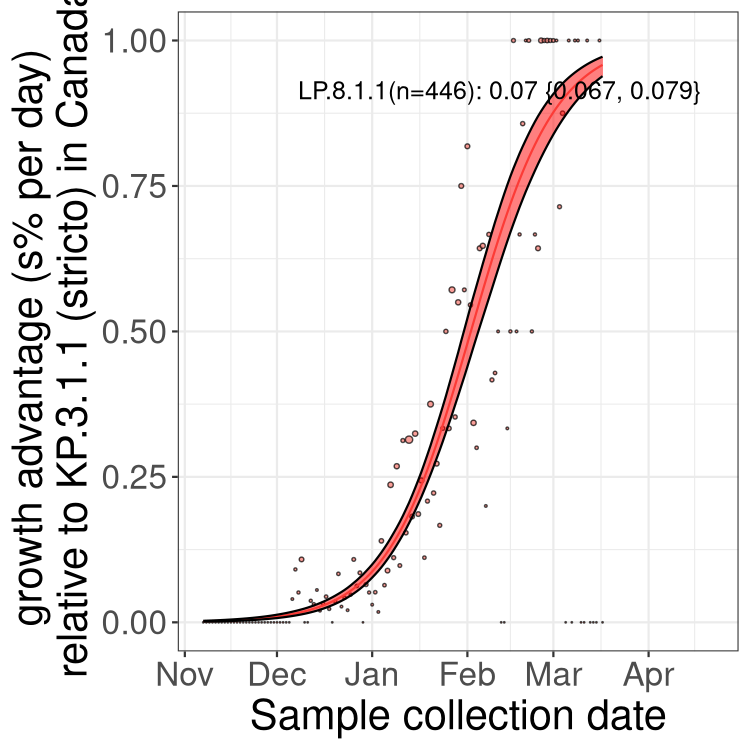 growth advantage (s% per day)
relative to KP.3.1.1 (stricto) in Canada
1.00
0.75
0.50
0.25
0.00
LP.8.1.1(n=446): 0.07 {0.067, 0.079}
Nov Dec Jan Feb Mar Apr
Sample collection date